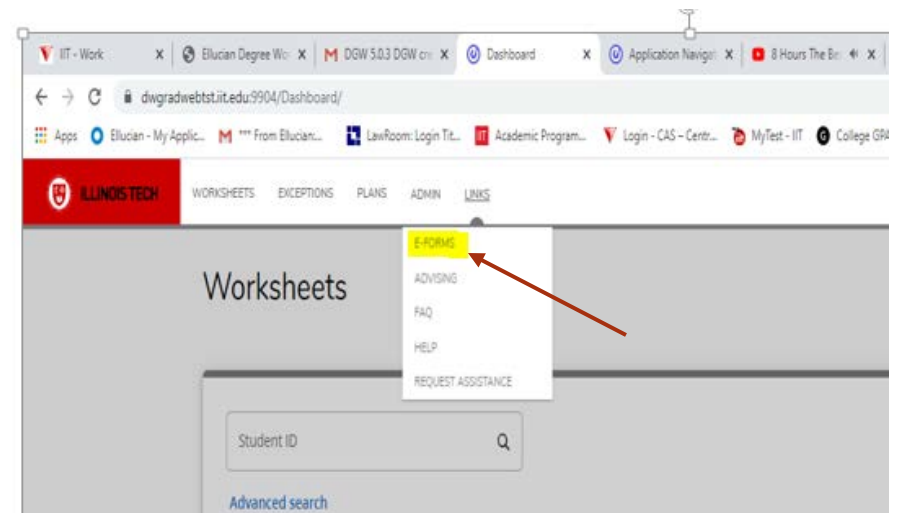 IIT - Work Ellucian Degree Wo M DGW 5.0.3 DGW cre Dashboard Application Navigat 8 Hours The Be
dwgradwebtst.iit.edu:9904/Dashboard/
Apps Ellucian - My Applic... M *** From Ellucian:... LawRoom: Login Tit... Academic Program... Login - CAS – Centr... MyTest - IIT College GPA
ILLINOIS TECH WORKSHEETS EXCEPTIONS PLANS ADMIN LINKS
E-FORMS
Worksheets
ADVISING
FAQ
HELP
REQUEST ASSISTANCE
Student ID
Advanced search